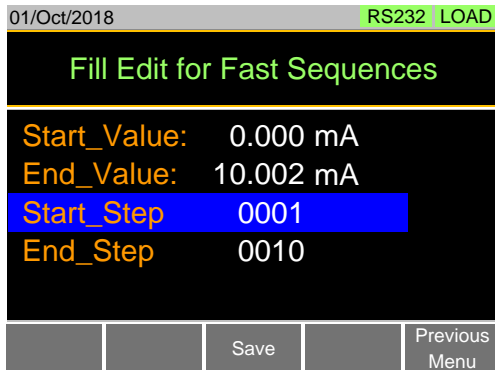 01/Oct/2018 RS232 LOAD
Fill Edit for Fast Sequences
Start_Value: 0.000 mA
End_Value: 10.002 mA
Start_Step 0001
End_Step 0010
Save Previous
Menu